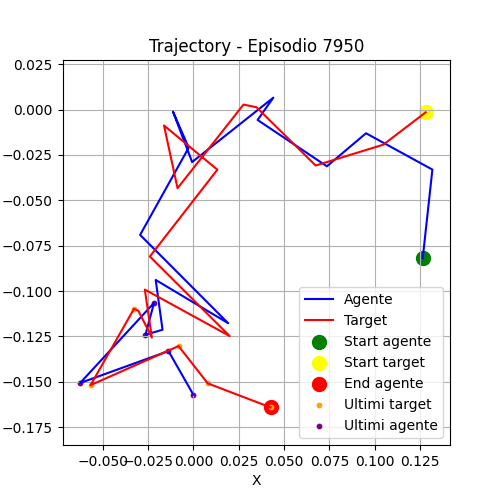 Trajectory - Episodio 7950
0.025
0.000
−0.025
−0.050
−0.075
−0.100
−0.125
−0.150
−0.175
Agente
Target
Start agente
Start target
End agente
Ultimi target
Ultimi agente
−0.050 −0.025 0.000 0.025 0.050 0.075 0.100 0.125
X